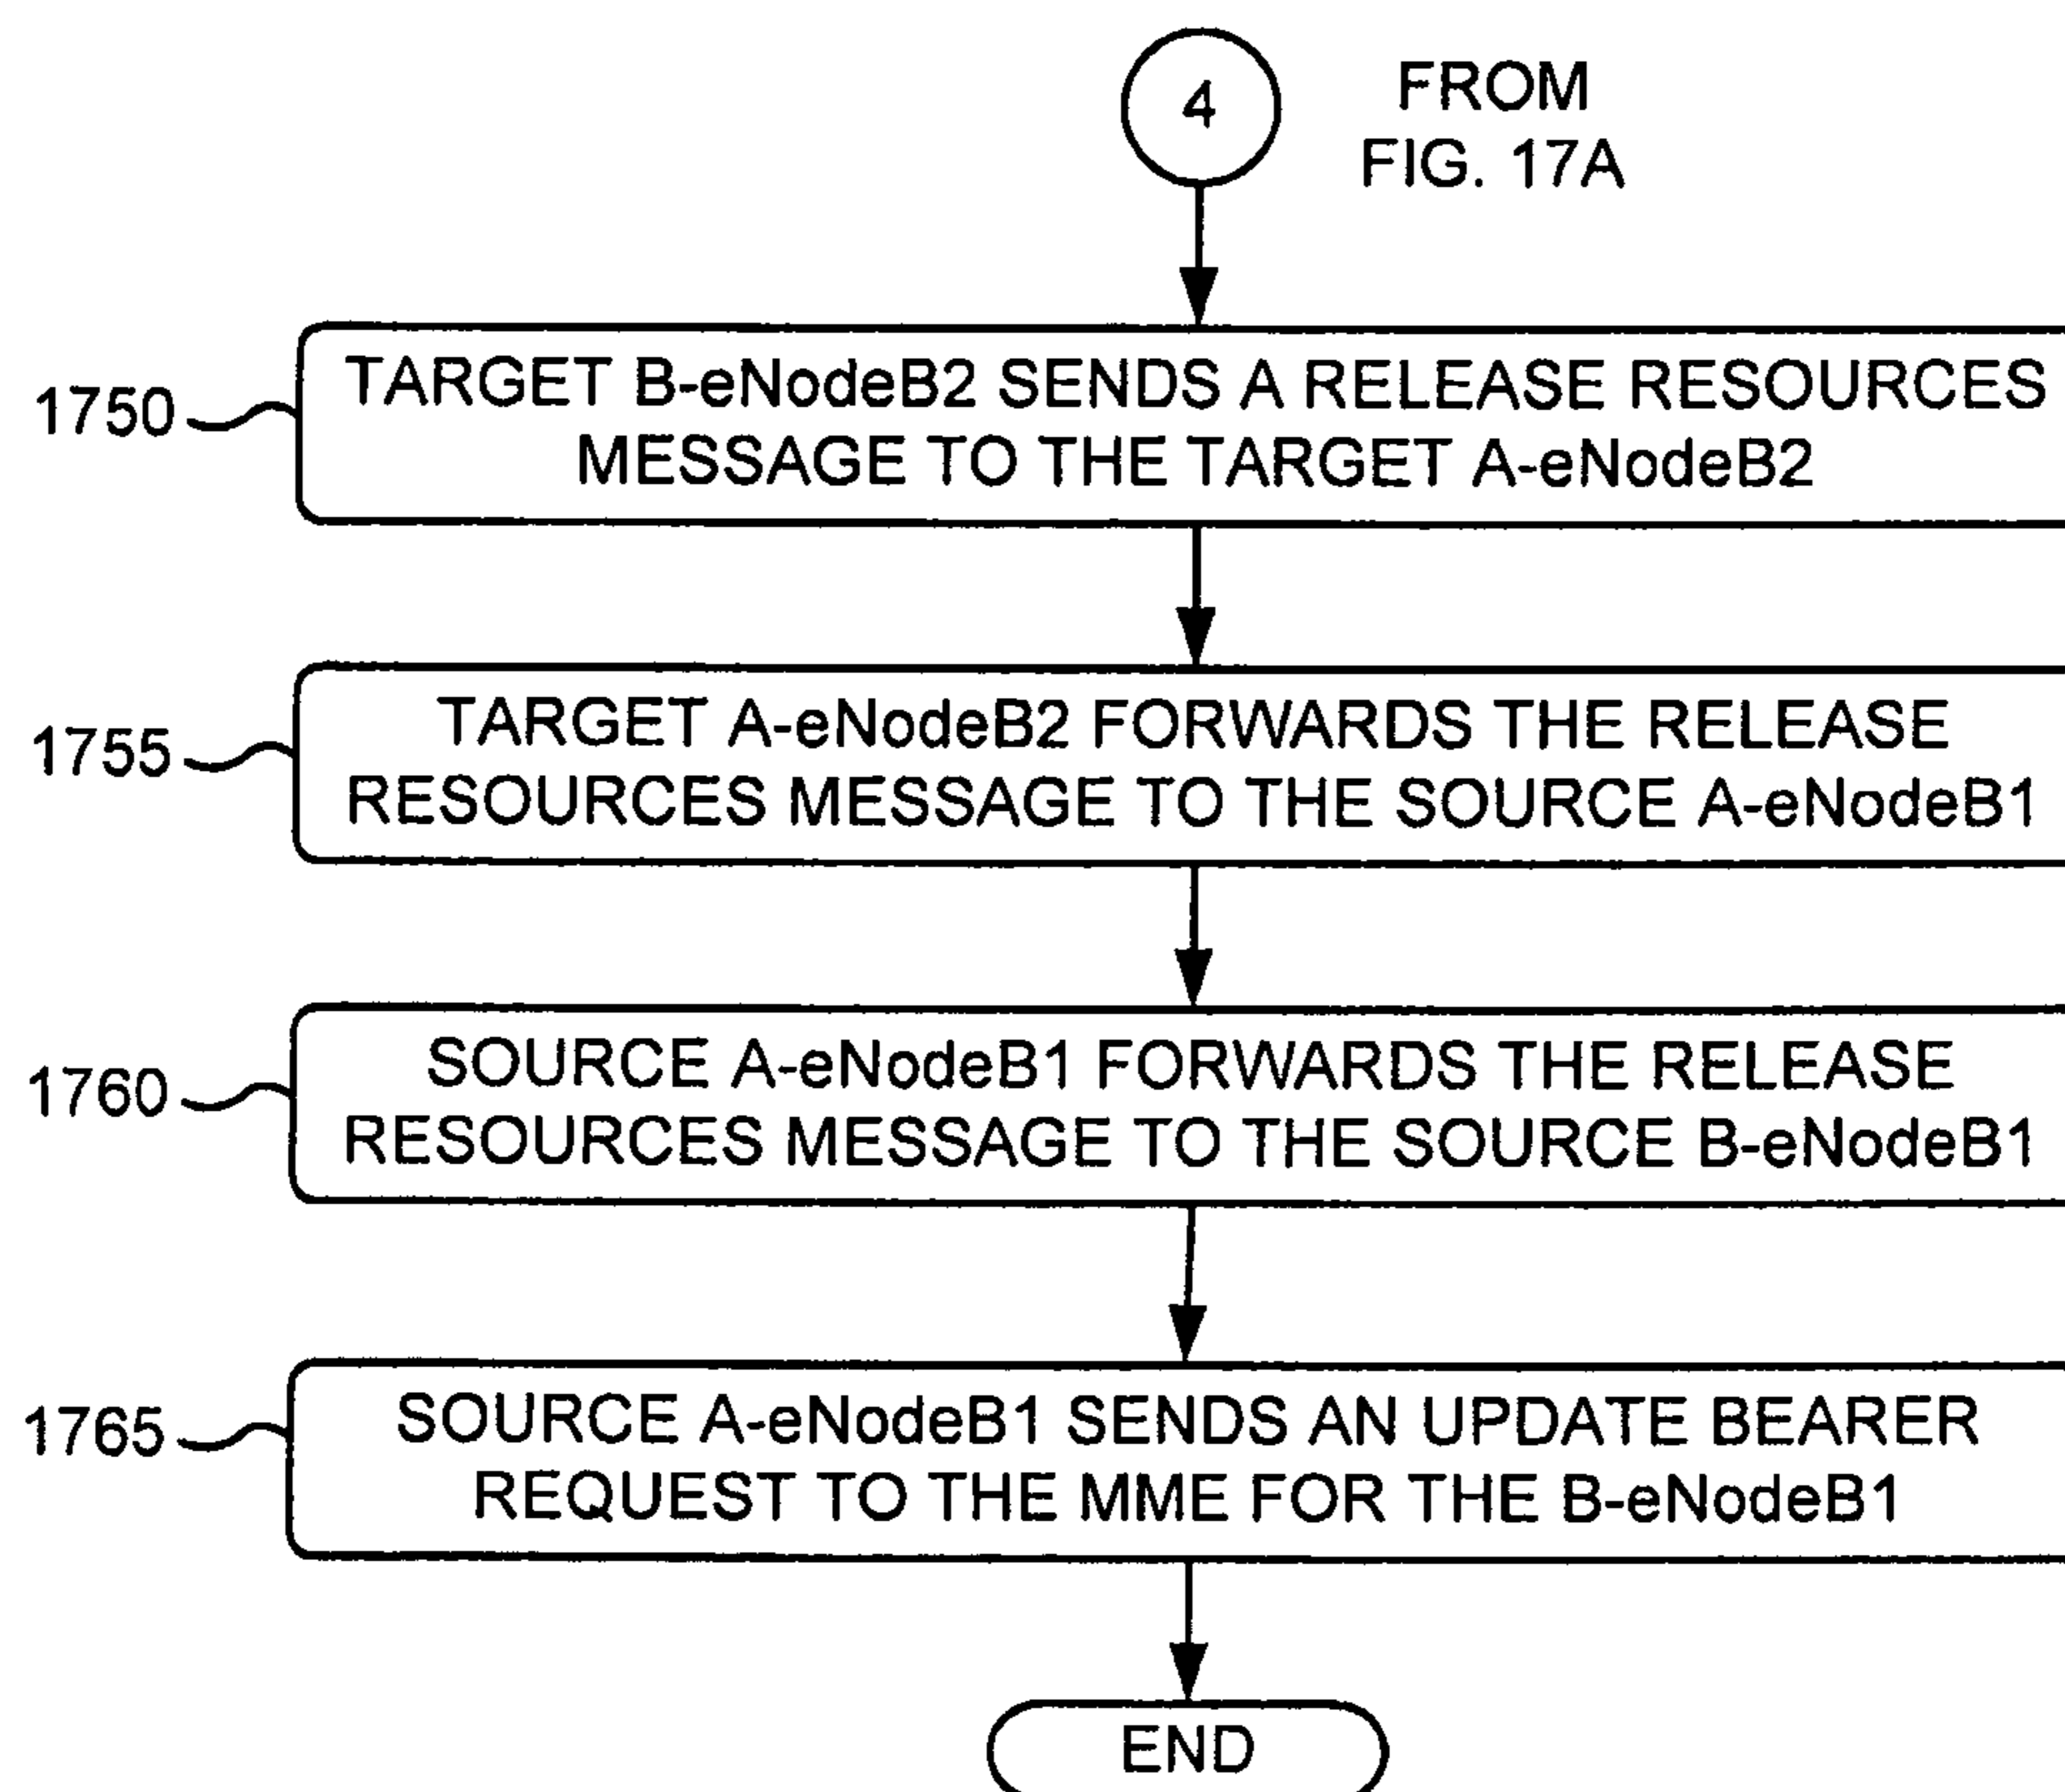 4
FROM
FIG. 17A
1750
TARGET B-eNodeB2 SENDS A RELEASE RESOURCES
MESSAGE TO THE TARGET A-eNodeB2
1755
TARGET A-eNodeB2 FORWARDS THE RELEASE
RESOURCES MESSAGE TO THE SOURCE A-eNodeB1
1760
SOURCE A-eNodeB1 FORWARDS THE RELEASE
RESOURCES MESSAGE TO THE SOURCE B-eNodeB1
1765
SOURCE A-eNodeB1 SENDS AN UPDATE BEARER
REQUEST TO THE MME FOR THE B-eNodeB1
END